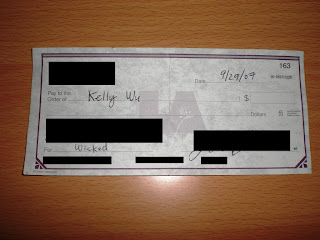 163
Date 9/29/09
Pay to the
Order of Kelly Wu $
Dollars
For Wicked